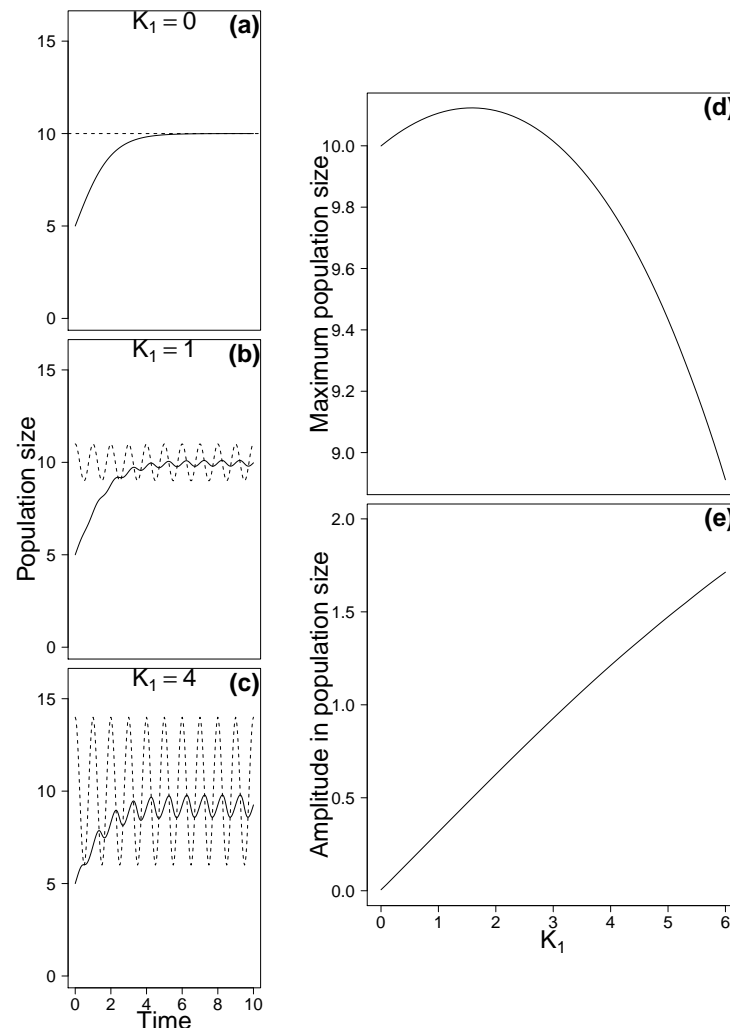 K₁ = 0 (a)
15
10
5
0
K₁ = 1 (b)
15
10
5
0
K₁ = 4 (c)
15
10
5
0
0 2 4 6 8 10
Time
Population size
(d)
10.0
9.8
9.6
9.4
9.2
9.0
Maximum population size
(e)
2.0
1.5
1.0
0.5
0.0
Amplitude in population size
0 1 2 3 4 5 6
K₁